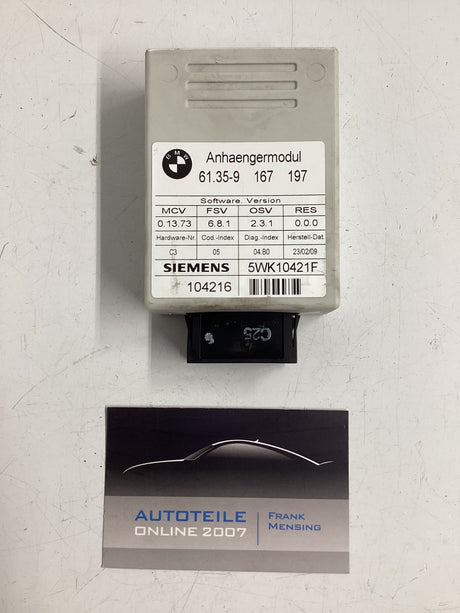 BMW
Anhaengermodul
61.35-9 167 197
Software. Version
MCV FSV OSV RES
0.13.73 6.8.1 2.3.1 0.0.0
Hardware-Nr. Cod.-Index Diag.-Index Herstell-Dat.
C3 05 04.80 23/02/09
SIEMENS 5WK10421F
104216
C25
AUTOTEILE
ONLINE 2007
FRANK
MENSING